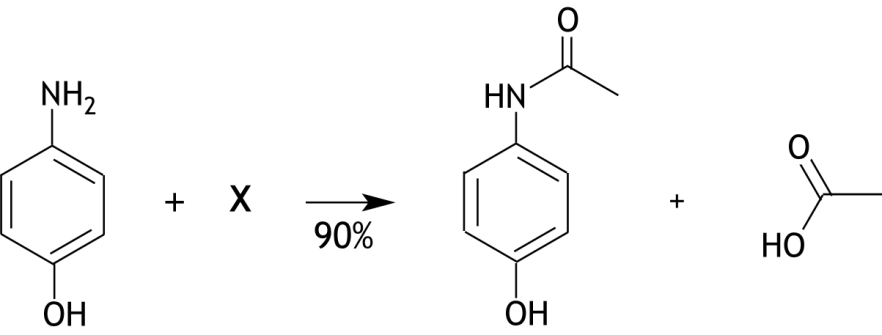 NH2
OH
+
X
90%
O
HN
OH
+
O
HO